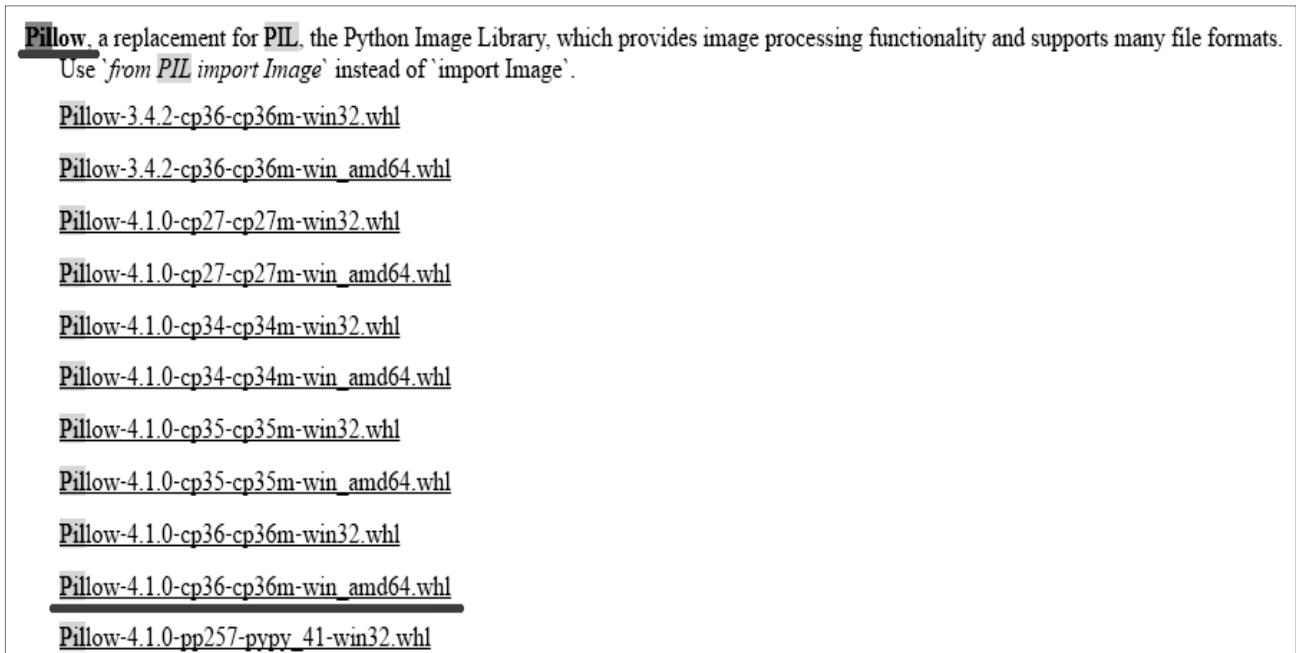 Pillow, a replacement for PIL, the Python Image Library, which provides image processing functionality and supports many file formats.
Use `from PIL import Image` instead of `import Image`.
Pillow-3.4.2-cp36-cp36m-win32.whl
Pillow-3.4.2-cp36-cp36m-win_amd64.whl
Pillow-4.1.0-cp27-cp27m-win32.whl
Pillow-4.1.0-cp27-cp27m-win_amd64.whl
Pillow-4.1.0-cp34-cp34m-win32.whl
Pillow-4.1.0-cp34-cp34m-win_amd64.whl
Pillow-4.1.0-cp35-cp35m-win32.whl
Pillow-4.1.0-cp35-cp35m-win_amd64.whl
Pillow-4.1.0-cp36-cp36m-win32.whl
Pillow-4.1.0-cp36-cp36m-win_amd64.whl
Pillow-4.1.0-pp257-pypy_41-win32.whl